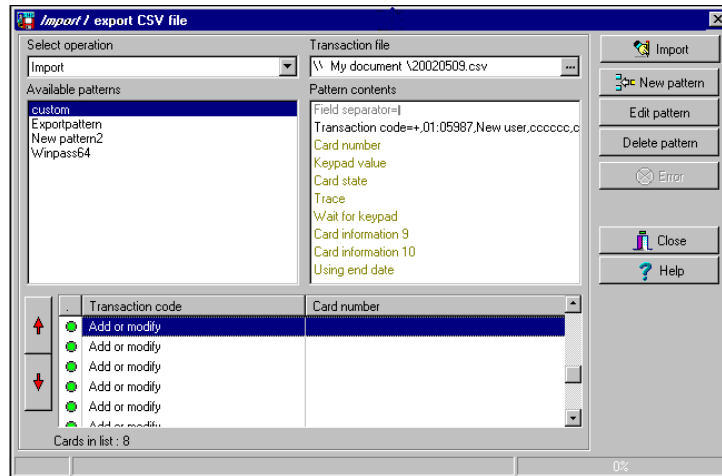 Import / export CSV file
Select operation
Import
Transaction file
\\ My document \20020509.csv
...
Available patterns
custom
Exportpattern
New pattern2
Winpass64
Pattern contents
Field separator=|
Transaction code=+,01:05987,New user,cccccc,c
Card number
Keypad value
Card state
Trace
Wait for keypad
Card information 9
Card information 10
Using end date
Import
New pattern
Edit pattern
Delete pattern
Error
Close
Help
. Transaction code Card number
Add or modify
Add or modify
Add or modify
Add or modify
Add or modify
Add or modify
Cards in list : 8
0%